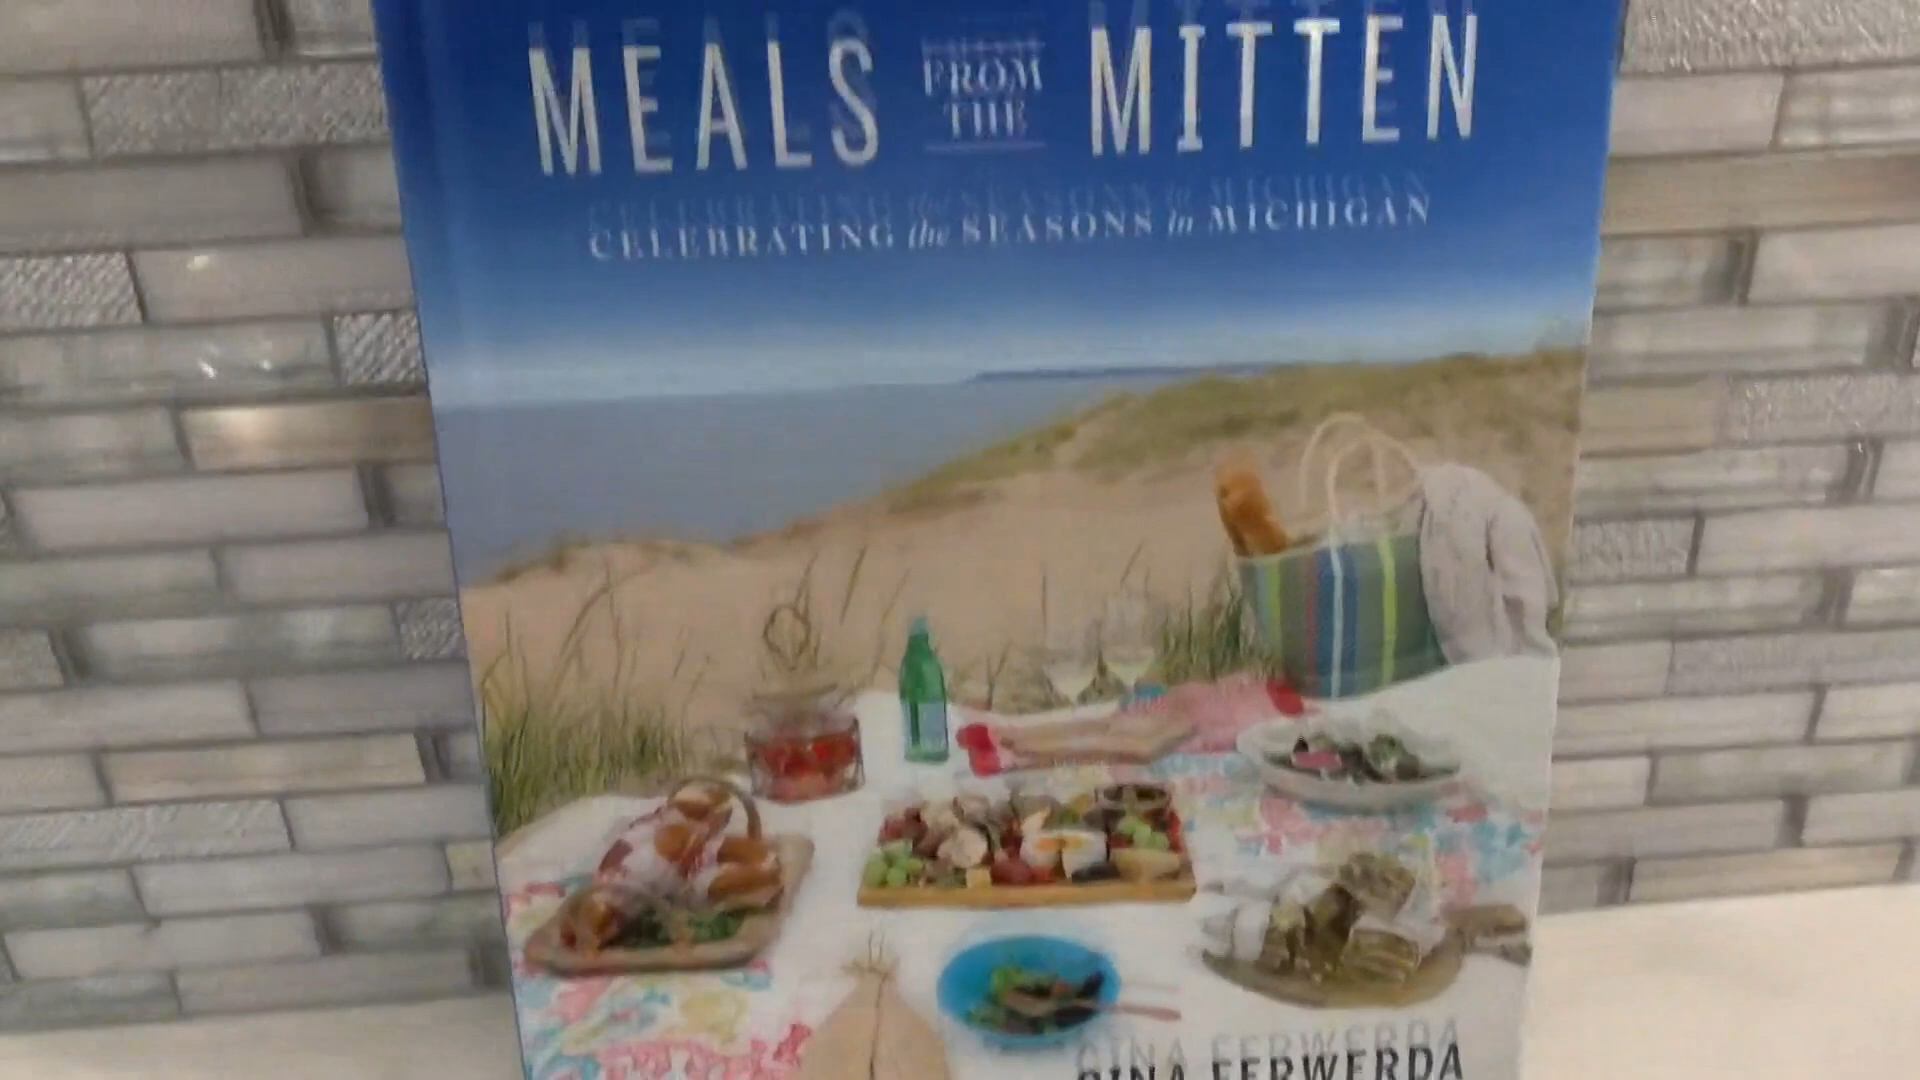 MEALS FROM THE MITTEN
CELEBRATING the SEASONS in MICHIGAN
GINA FERWERDA